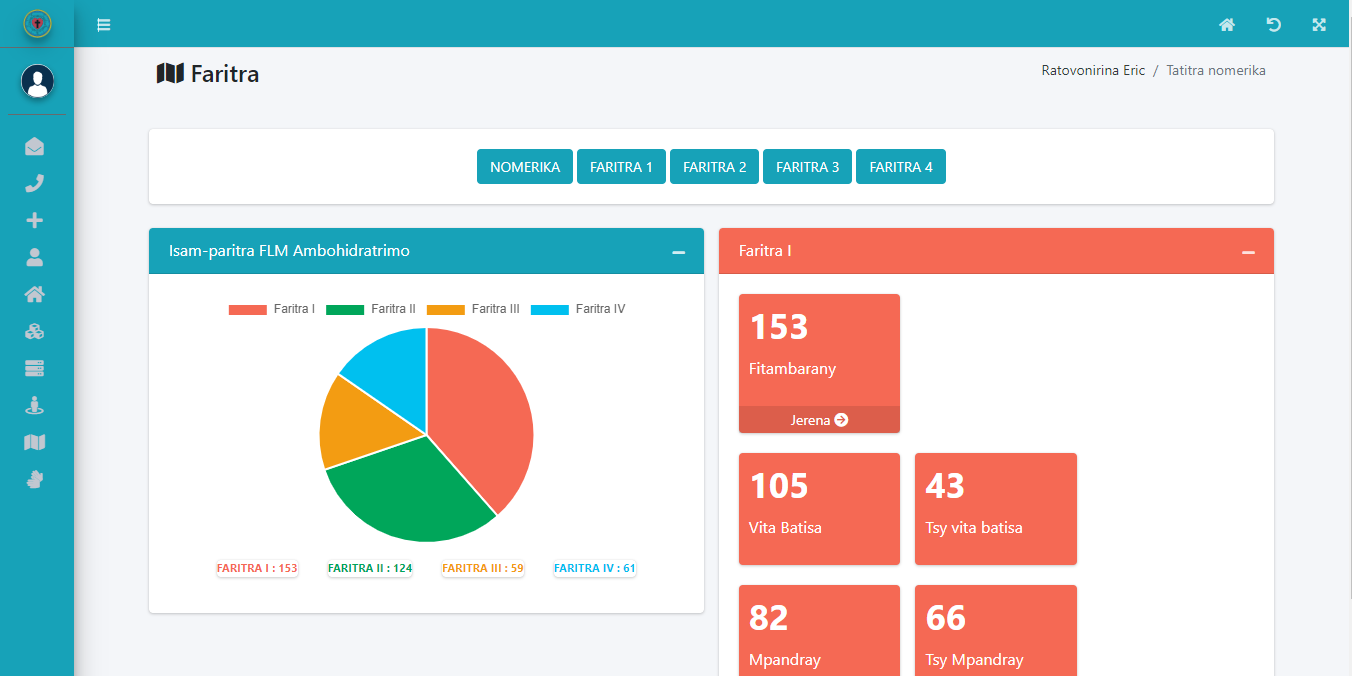 Faritra
Ratovonirina Eric / Tatitra nomerika
NOMERIKA FARITRA 1 FARITRA 2 FARITRA 3 FARITRA 4
Isam-paritra FLM Ambohidratrimo
Faritra I Faritra II Faritra III Faritra IV
FARITRA I : 153 FARITRA II : 124 FARITRA III : 59 FARITRA IV : 61
Faritra I
153
Fitambarany
Jerena
105
Vita Batisa
43
Tsy vita batisa
82
Mpandray
66
Tsy Mpandray